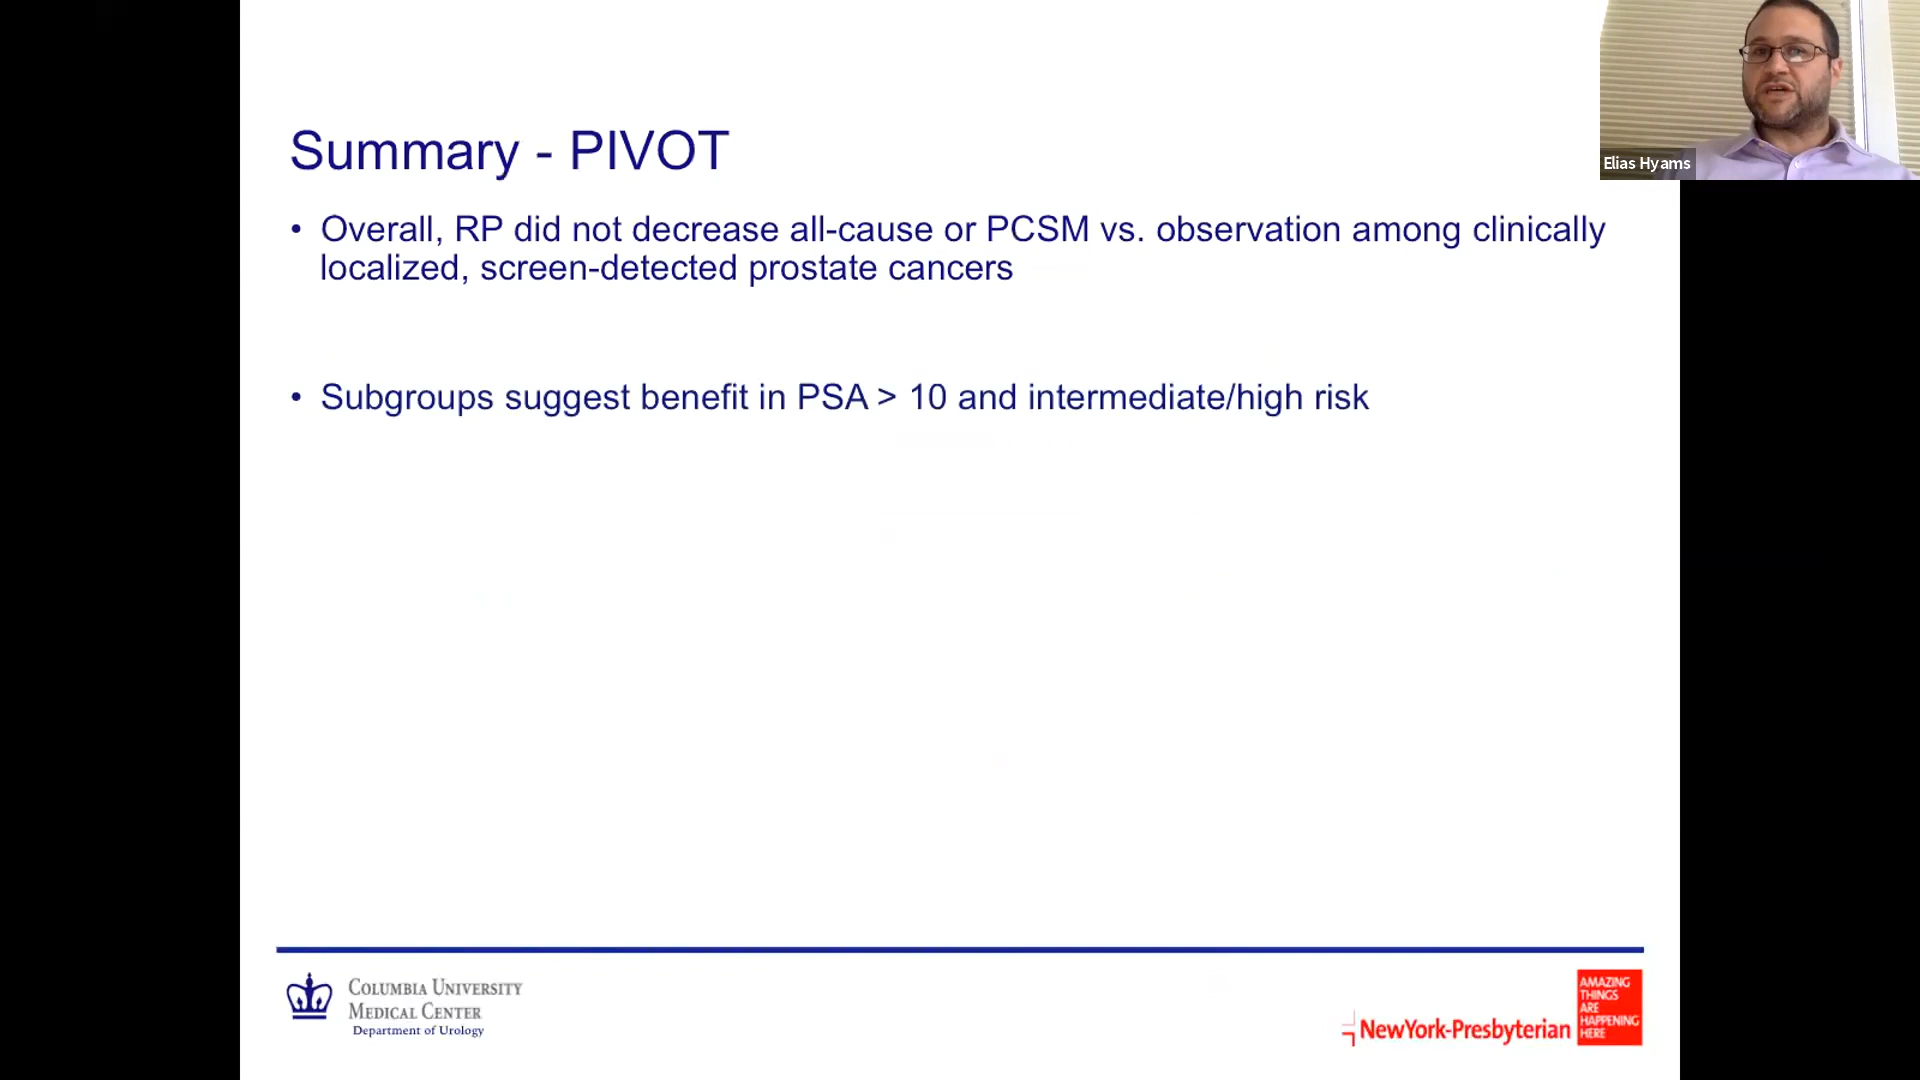 Summary - PIVOT
• Overall, RP did not decrease all-cause or PCSM vs. observation among clinically
localized, screen-detected prostate cancers
• Subgroups suggest benefit in PSA > 10 and intermediate/high risk
Elias Hyams
COLUMBIA UNIVERSITY
MEDICAL CENTER
Department of Urology
NewYork-Presbyterian
AMAZING
THINGS
ARE
HAPPENING
HERE